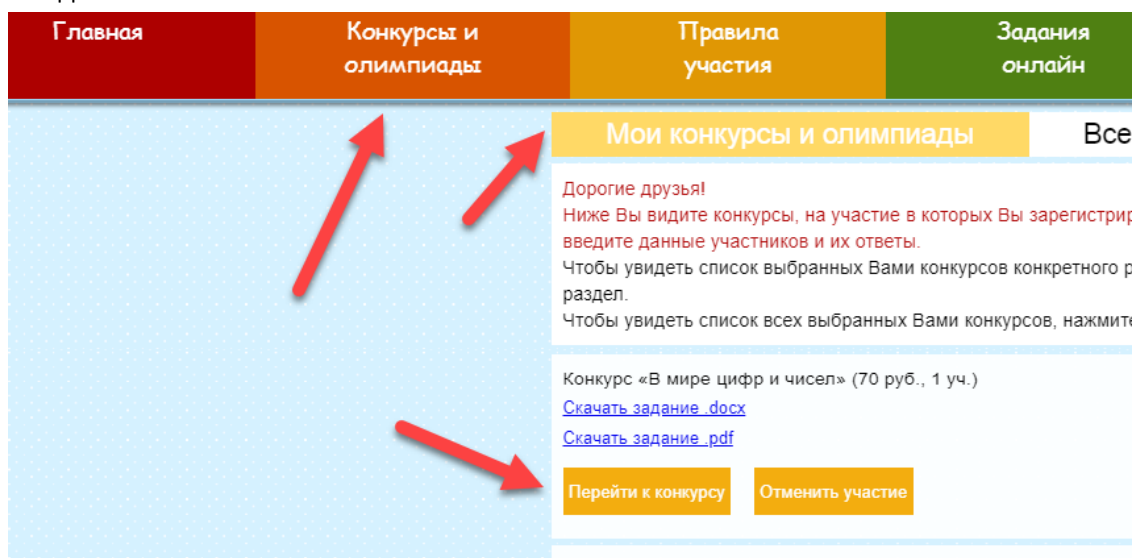 Главная
Конкурсы и
олимпиады
Правила
участия
Задания
онлайн
Мои конкурсы и олимпиады
Все
Дорогие друзья!
Ниже Вы видите конкурсы, на участие в которых Вы
введите данные участников и их ответы.
Чтобы увидеть список выбранных Вами конкурсов конкретного
раздел.
Чтобы увидеть список всех выбранных Вами конкурсов,
Конкурс «В мире цифр и чисел» (70 руб., 1 уч.)
Скачать задание .docx
Скачать задание .pdf
Перейти к конкурсу
Отменить участие